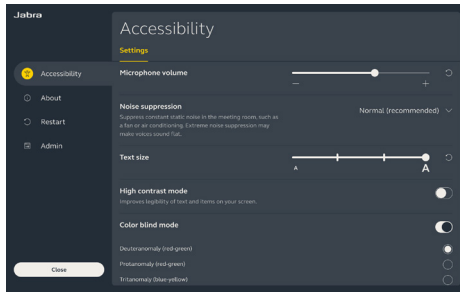 Jabra
Accessibility
Settings
Accessibility
About
Restart
Admin
Close
Microphone volume
Noise suppression
Suppress constant static noise in the meeting room, such as
a fan or air conditioning. Extreme noise suppression may
make voices sound flat.
Normal (recommended)
Text size
A
A
High contrast mode
Improves legibility of text and items on your screen.
Color blind mode
Deuteranomaly (red-green)
Protanomaly (red-green)
Tritanomaly (blue-yellow)